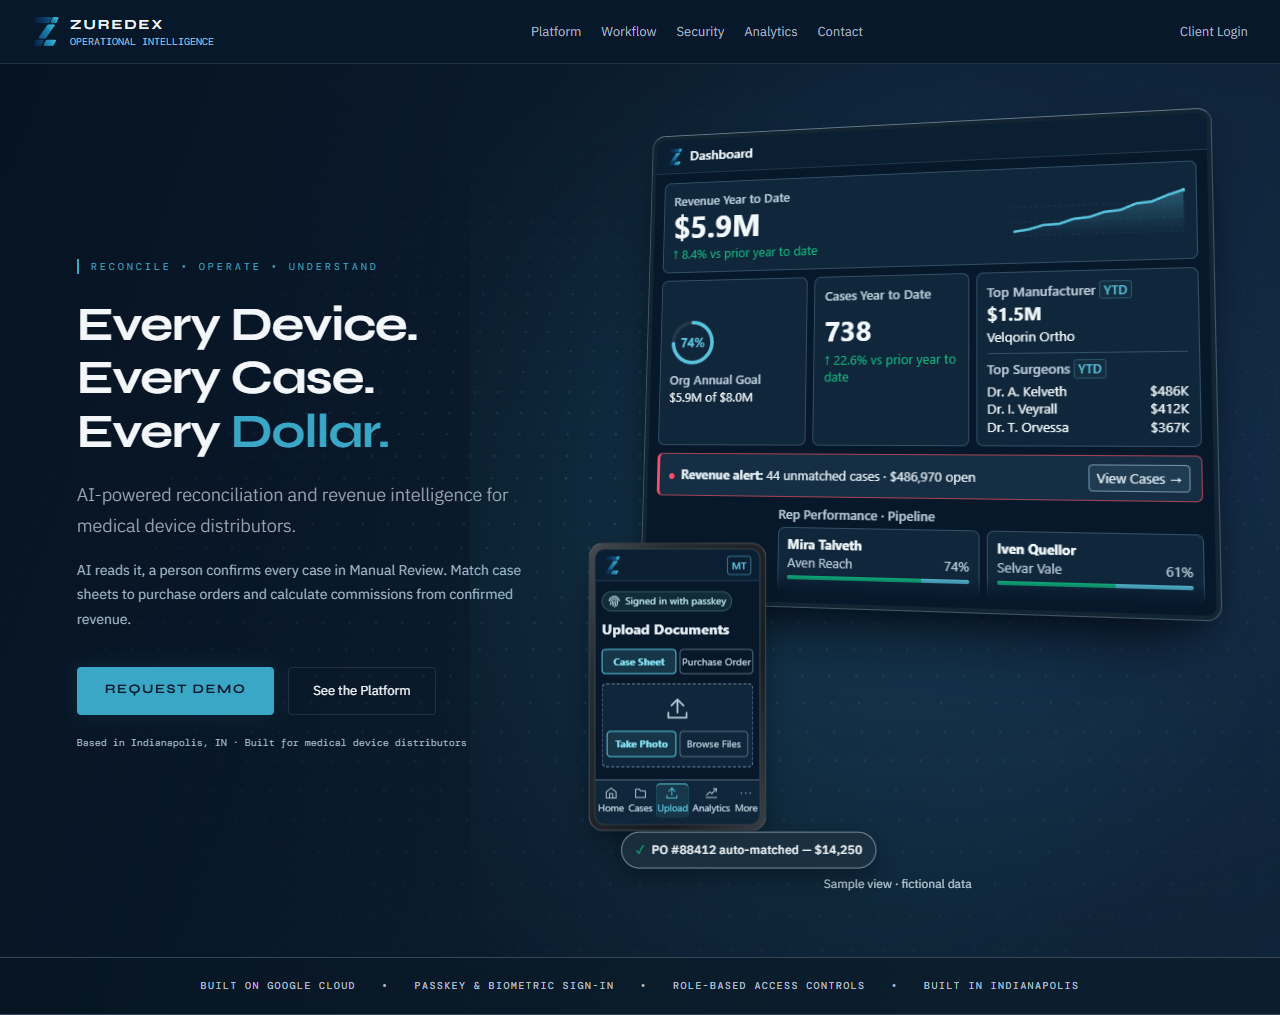 ZUREDEX
OPERATIONAL INTELLIGENCE
Platform Workflow Security Analytics Contact
Client Login
RECONCILE • OPERATE • UNDERSTAND
Every Device.
Every Case.
Every Dollar.
AI-powered reconciliation and revenue intelligence for
medical device distributors.
AI reads it, a person confirms every case in Manual Review. Match case
sheets to purchase orders and calculate commissions from confirmed
revenue.
REQUEST DEMO
See the Platform
Based in Indianapolis, IN · Built for medical device distributors
Dashboard
Revenue Year to Date
$5.9M
↑ 8.4% vs prior year to date
74%
Org Annual Goal
$5.9M of $8.0M
Cases Year to Date
738
↑ 22.6% vs prior year to
date
Top Manufacturer YTD
$1.5M
Velqorin Ortho
Top Surgeons YTD
Dr. A. Kelveth $486K
Dr. I. Veyrall $412K
Dr. T. Orvessa $367K
Revenue alert: 44 unmatched cases · $486,970 open
View Cases →
Rep Performance · Pipeline
Mira Talveth
Aven Reach 74%
Iven Quellor
Selvar Vale 61%
MT
Signed in with passkey
Upload Documents
Case Sheet Purchase Order
Take Photo Browse Files
Home Cases Upload Analytics More
✓ PO #88412 auto-matched — $14,250
Sample view · fictional data
BUILT ON GOOGLE CLOUD • PASSKEY & BIOMETRIC SIGN-IN • ROLE-BASED ACCESS CONTROLS • BUILT IN INDIANAPOLIS